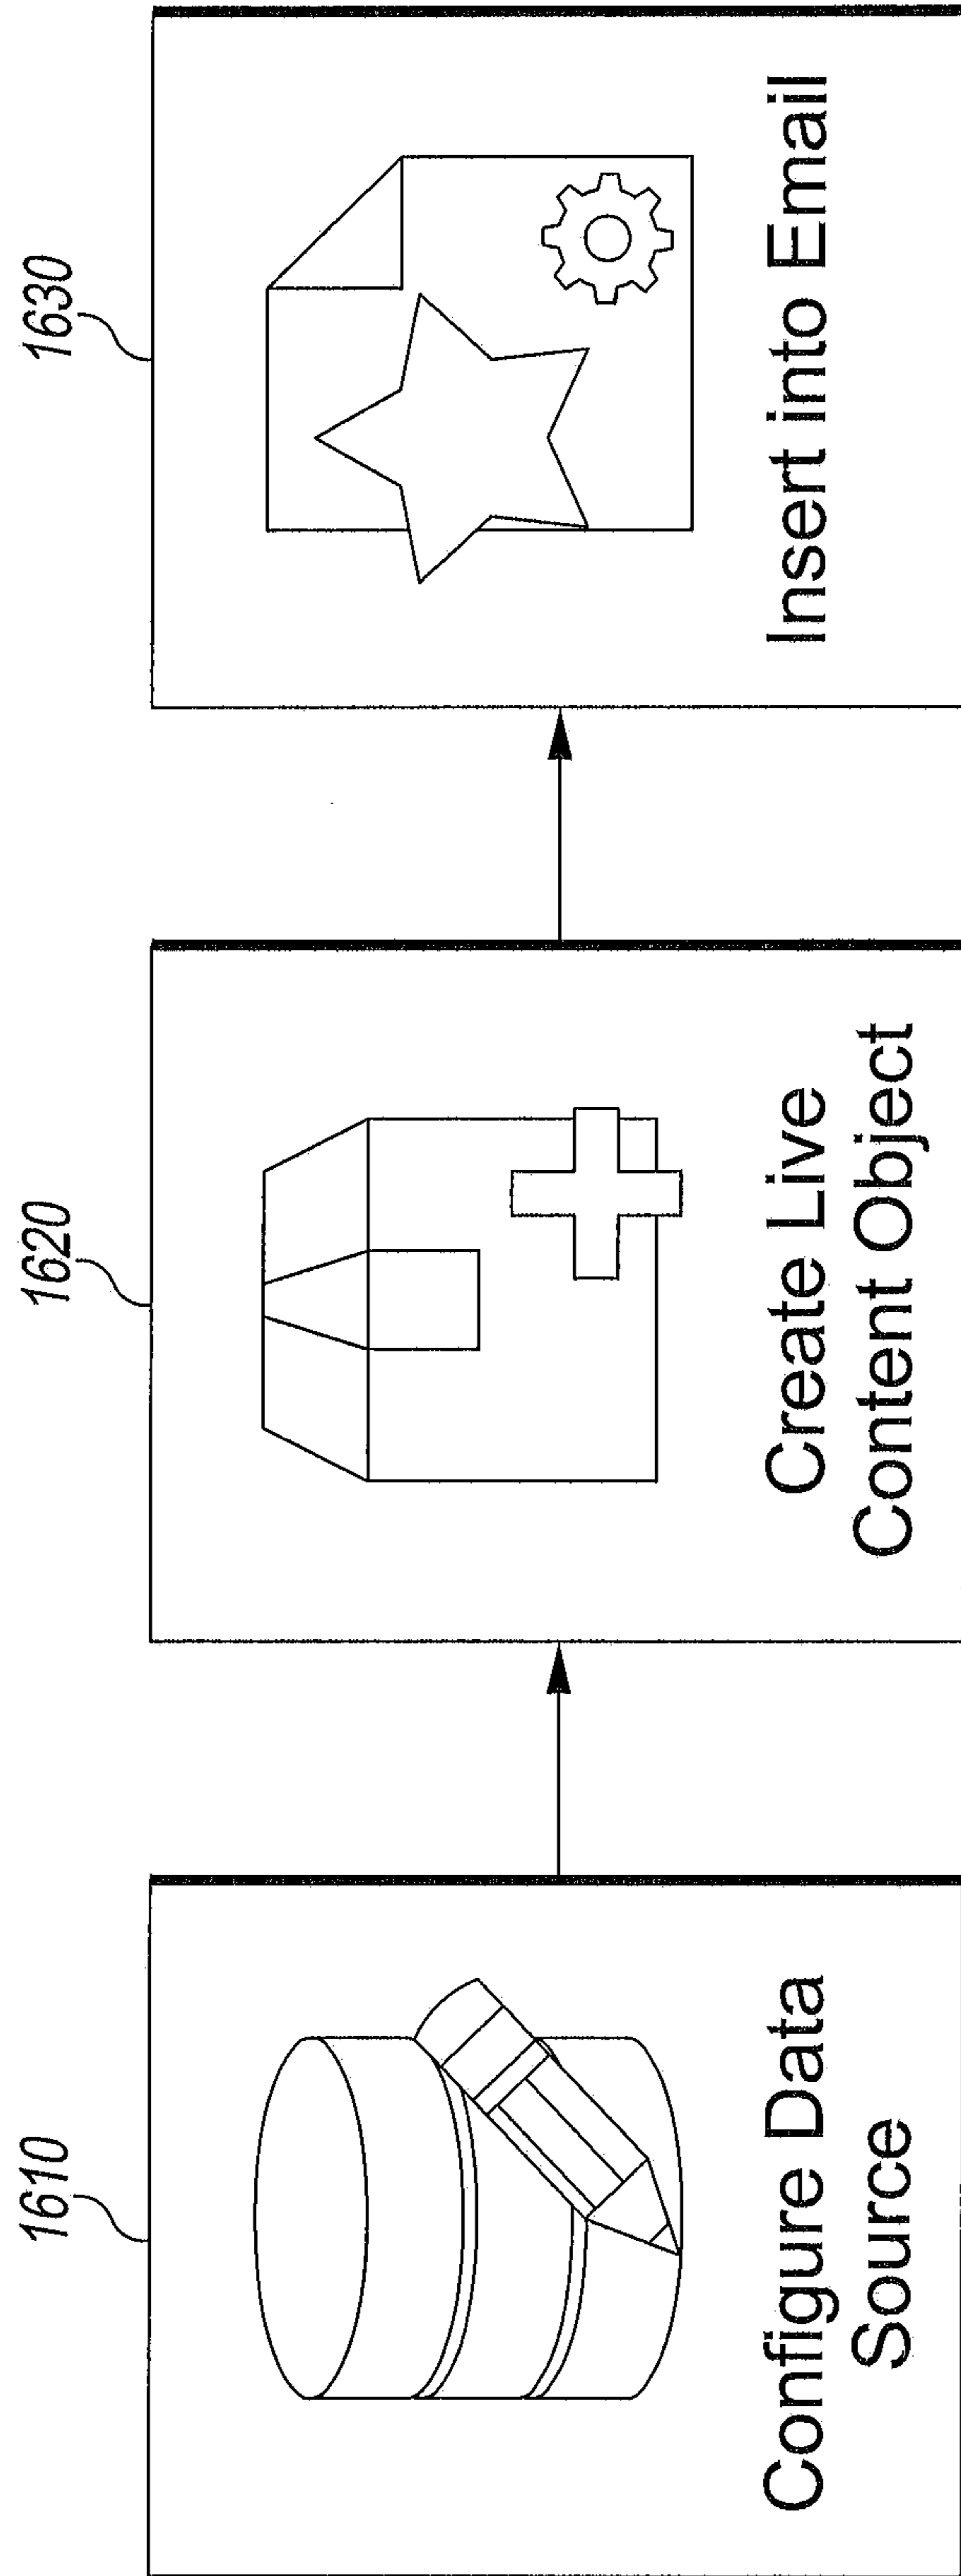 1610
Configure Data
Source
1620
Create Live
Content Object
1630
Insert into Email